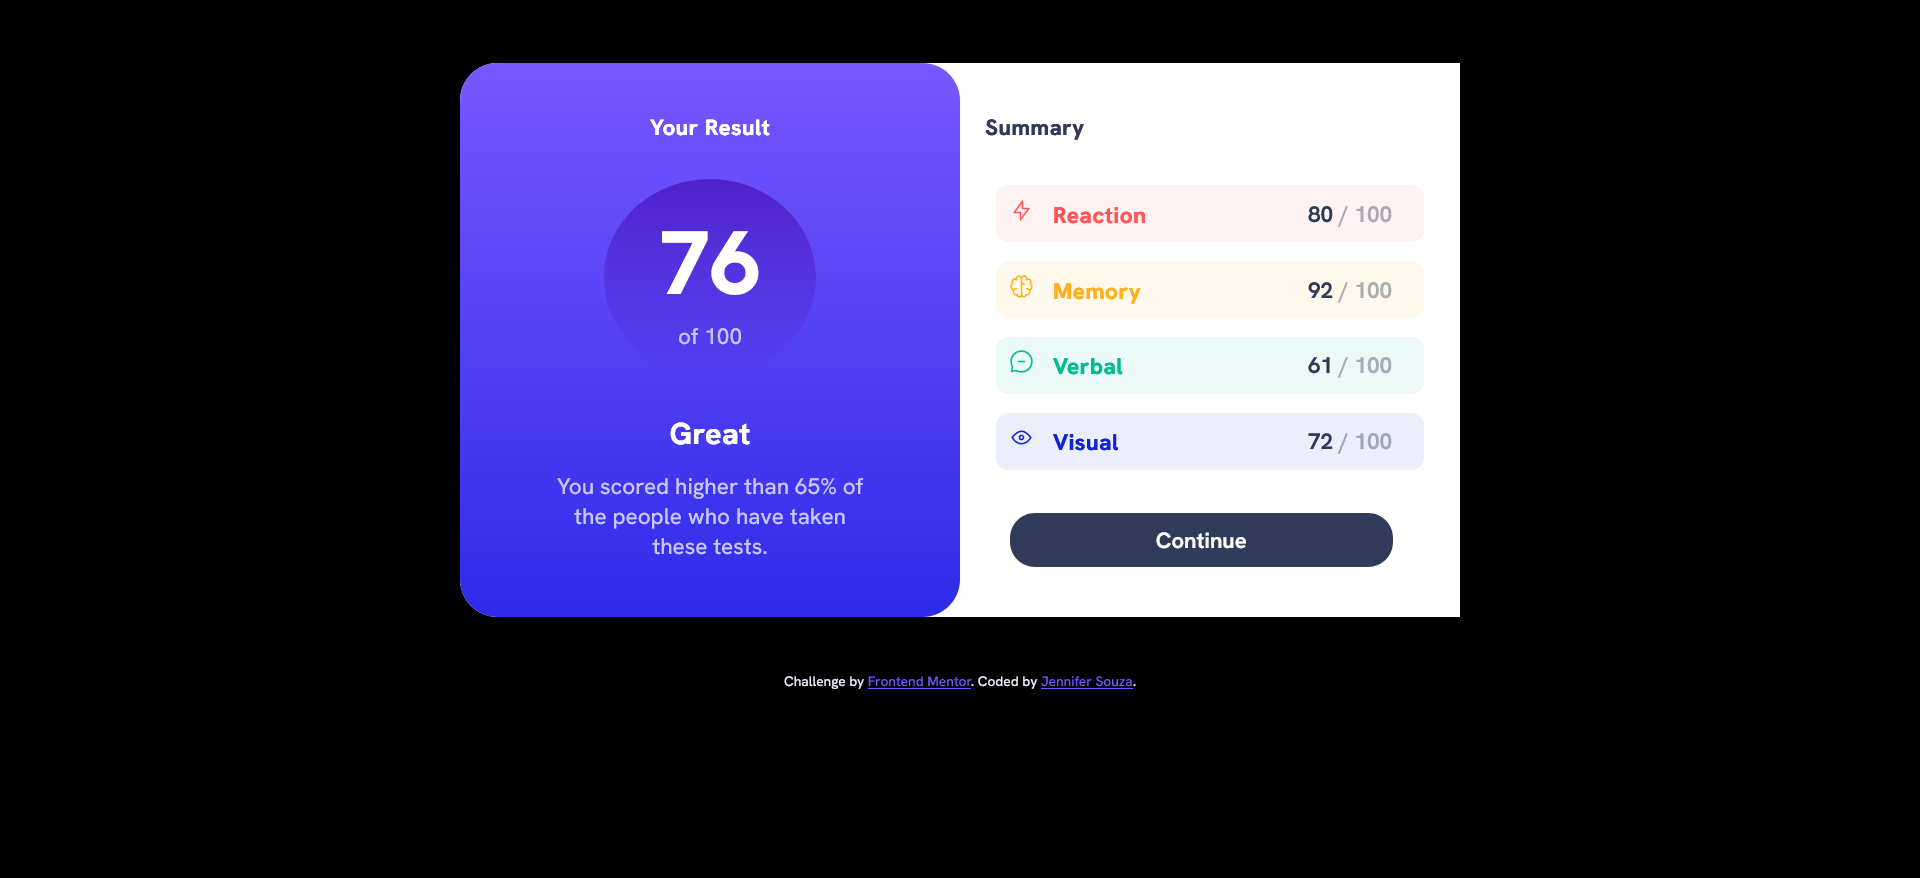 Your Result
76
of 100
Great
You scored higher than 65% of
the people who have taken
these tests.
Summary
Reaction 80 / 100
Memory 92 / 100
Verbal 61 / 100
Visual 72 / 100
Continue
Challenge by Frontend Mentor. Coded by Jennifer Souza.